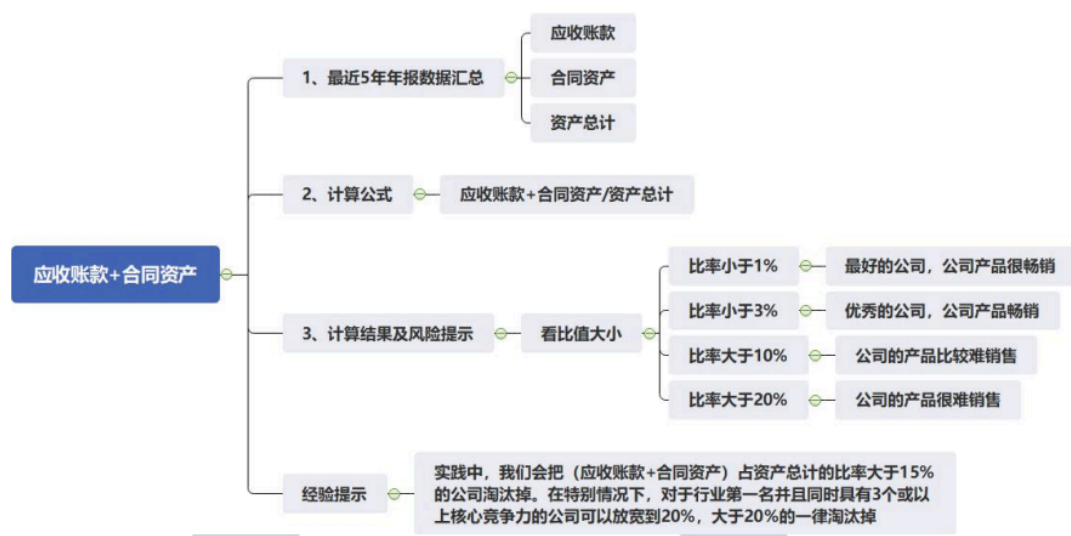 应收账款+合同资产
1、最近5年年报数据汇总
应收账款
合同资产
资产总计
2、计算公式
应收账款+合同资产/资产总计
3、计算结果及风险提示
看比值大小
比率小于1%
最好的公司，公司产品很畅销
比率小于3%
优秀的公司，公司产品畅销
比率大于10%
公司的产品比较难销售
比率大于20%
公司的产品很难销售
经验提示
实践中，我们会把（应收账款+合同资产）占资产总计的比率大于15%
的公司淘汰掉。在特别情况下，对于行业第一名并且同时具有3个或以
上核心竞争力的公司可以放宽到20%，大于20%的一律淘汰掉